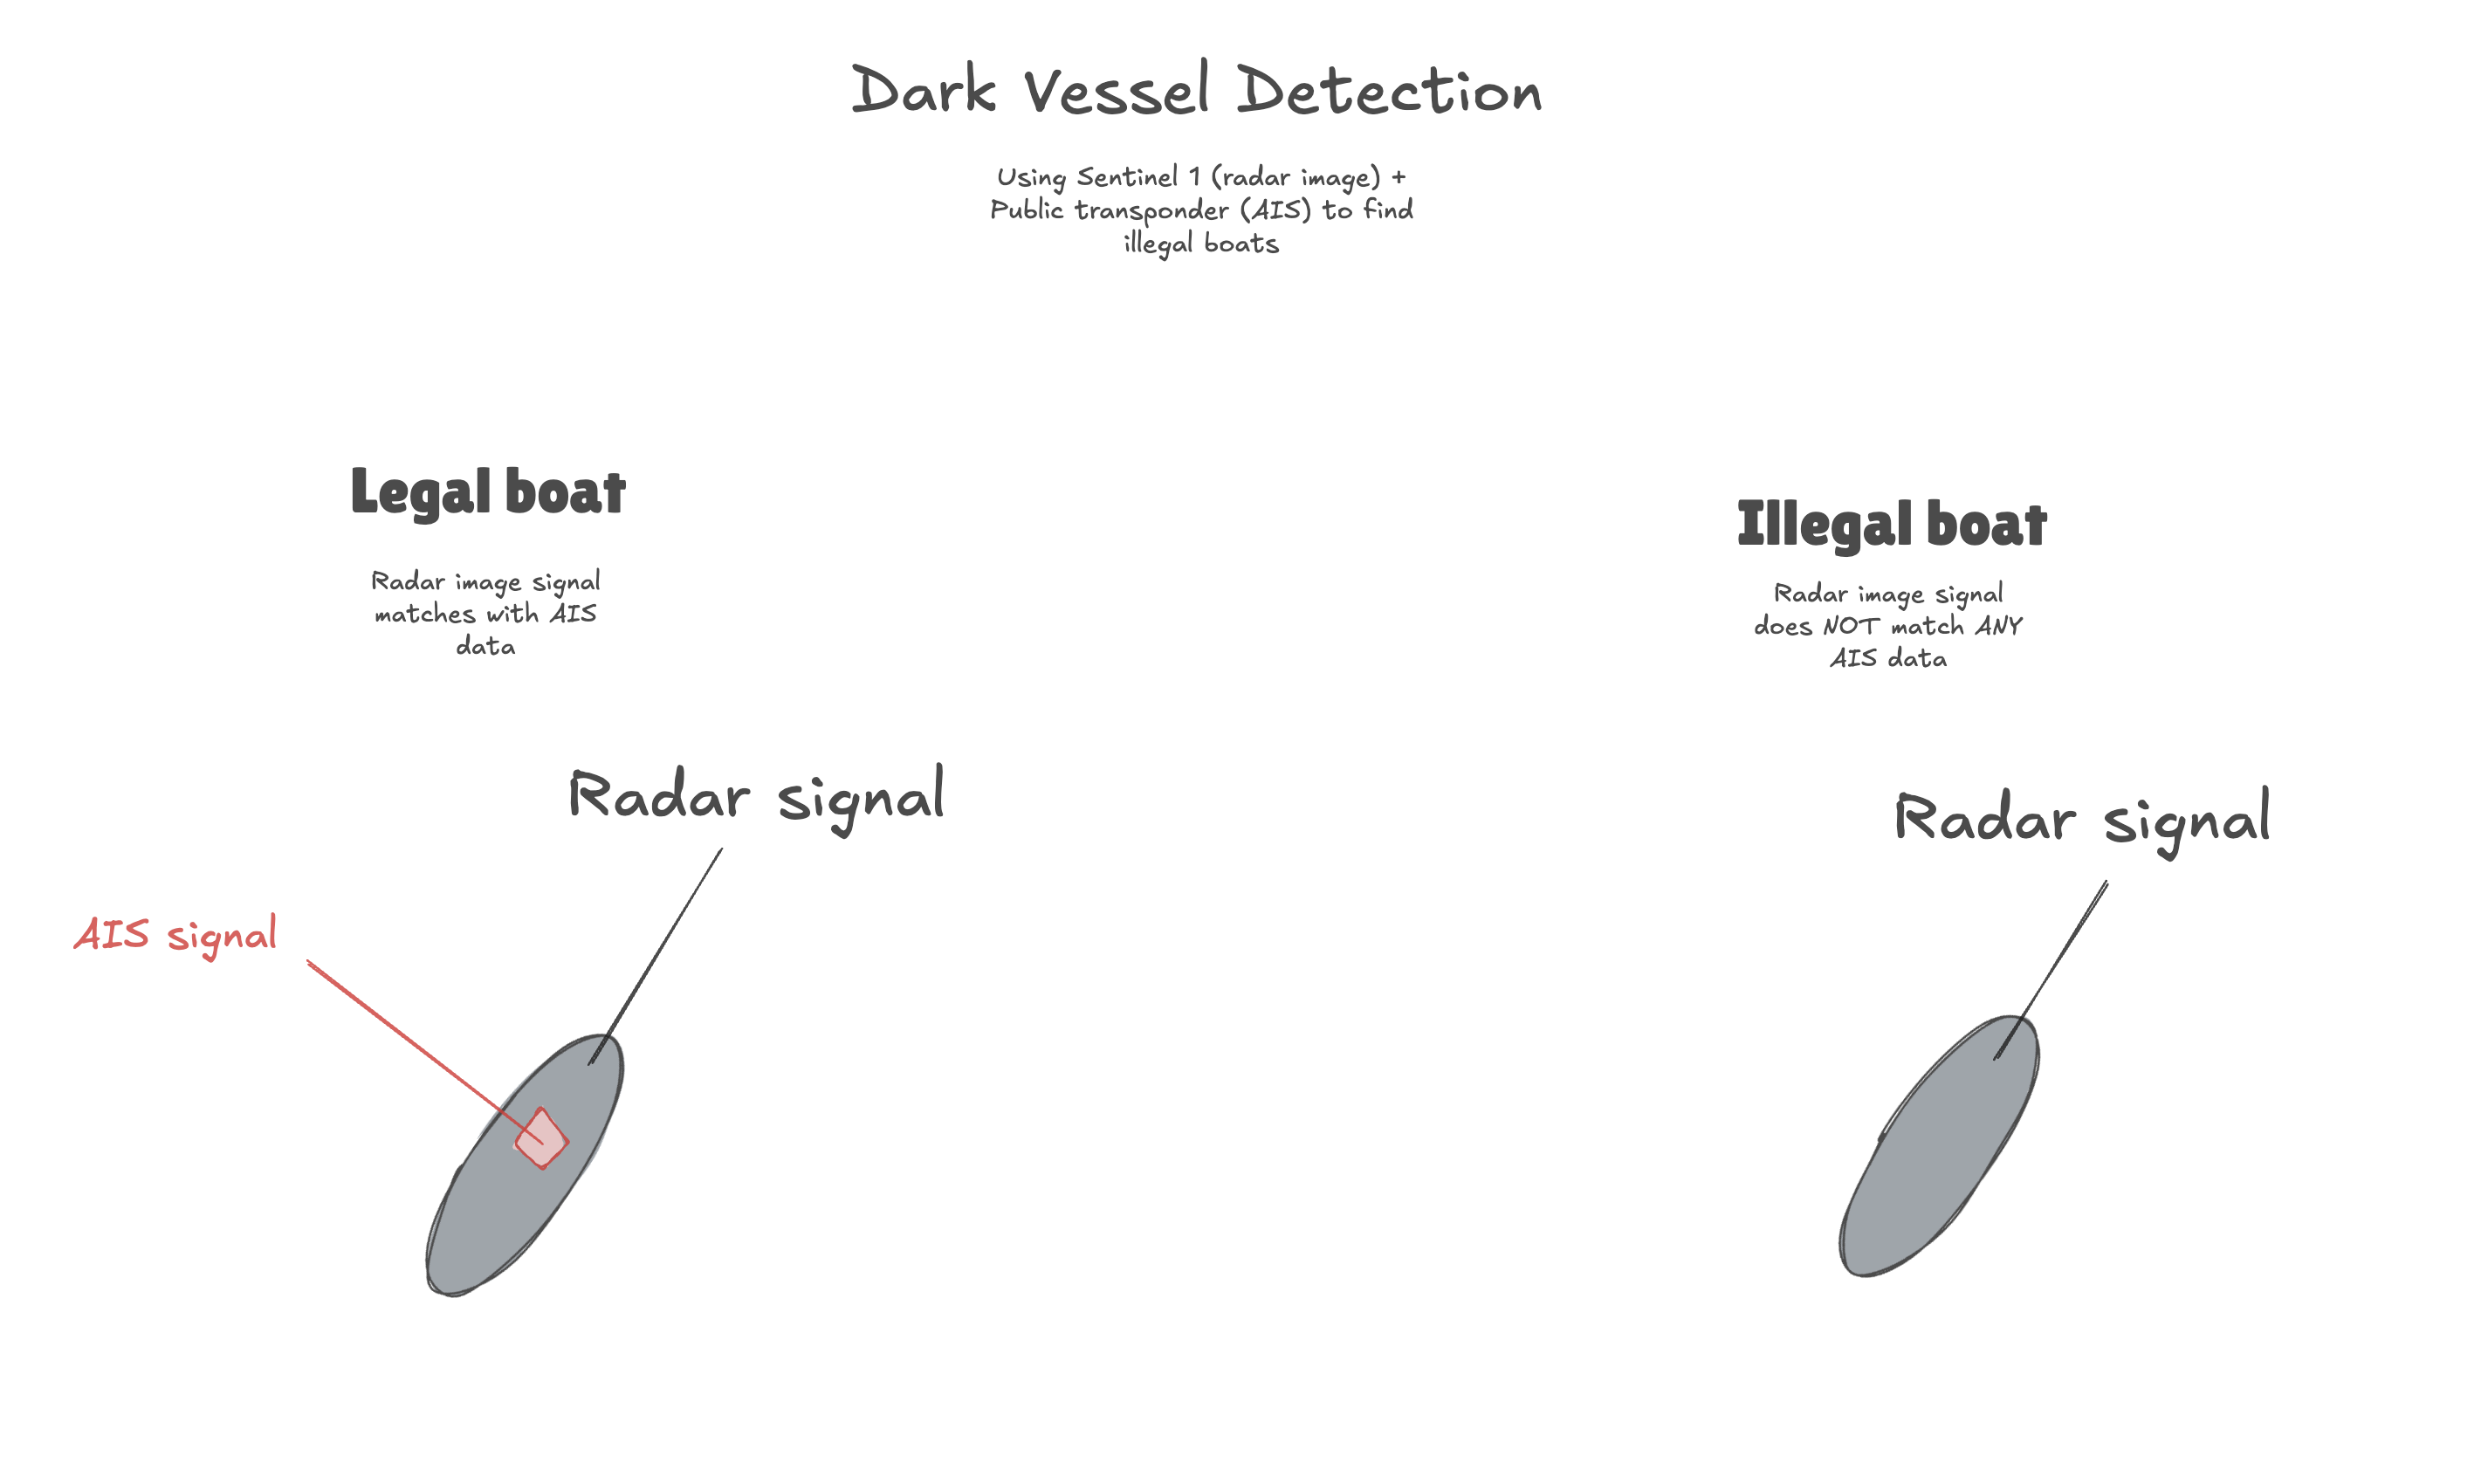 Dark Vessel Detection
Using Sentinel 1 (radar image) +
Public transponder (AIS) to find
illegal boats
Legal boat
Radar image signal
matches with AIS
data
Illegal boat
Radar image signal
does NOT match ANY
AIS data
Radar signal
AIS signal
Radar signal